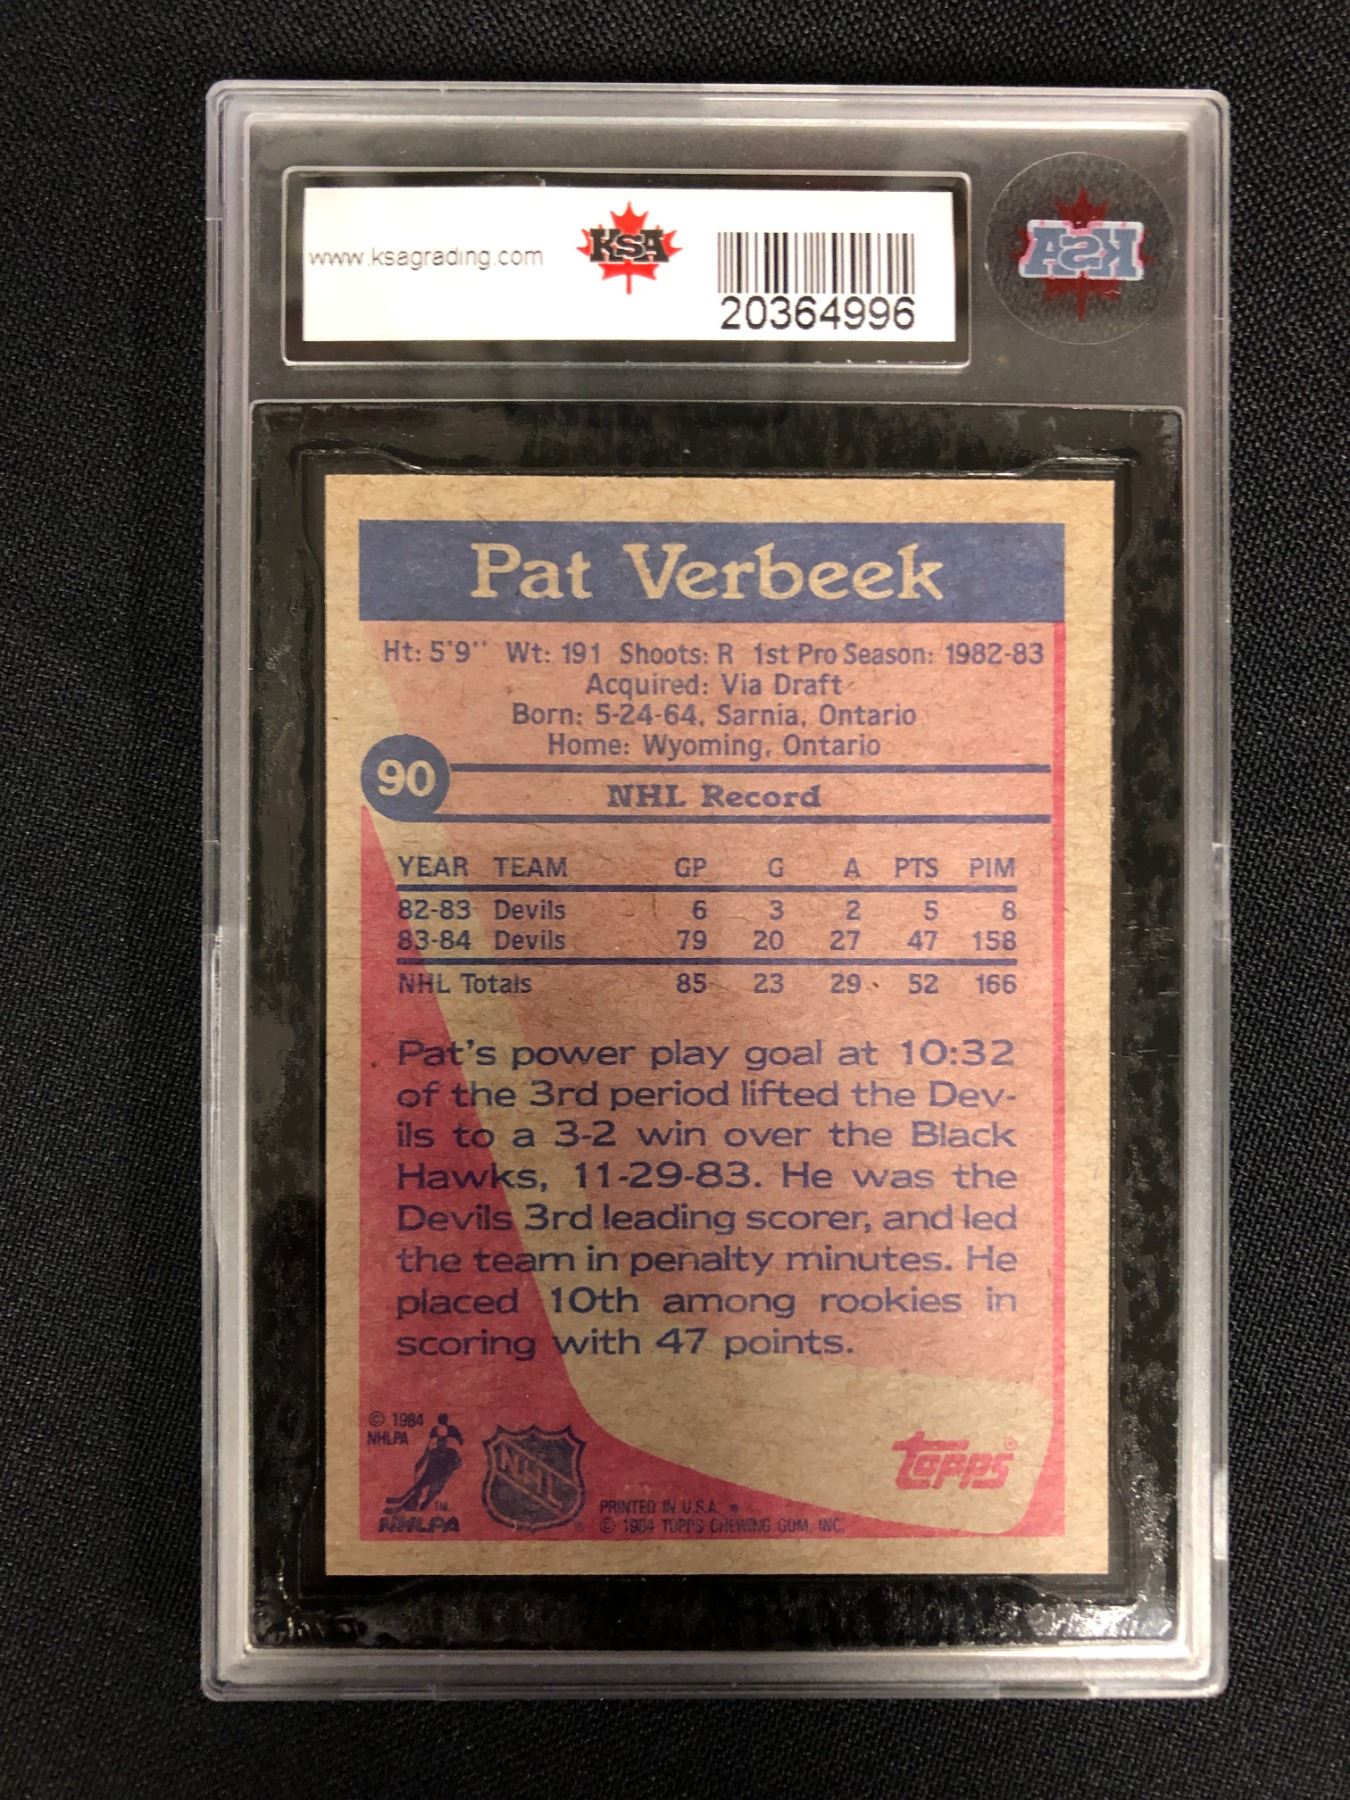 www.ksagrading.com
KSA
20364996
KSA
Pat Verbeek
Ht: 5'9" Wt: 191 Shoots: R 1st Pro Season: 1982-83
Acquired: Via Draft
Born: 5-24-64, Sarnia, Ontario
Home: Wyoming, Ontario
90
NHL Record
YEAR TEAM GP G A PTS PIM
82-83 Devils 6 3 2 5 8
83-84 Devils 79 20 27 47 158
NHL Totals 85 23 29 52 166
Pat's power play goal at 10:32
of the 3rd period lifted the Dev-
ils to a 3-2 win over the Black
Hawks, 11-29-83. He was the
Devils 3rd leading scorer, and led
the team in penalty minutes. He
placed 10th among rookies in
scoring with 47 points.
© 1984
NHLPA
TM
NHLPA
NHL
®
PRINTED IN U.S.A. *
© 1984 TOPPS CHEWING GUM, INC.
Topps®